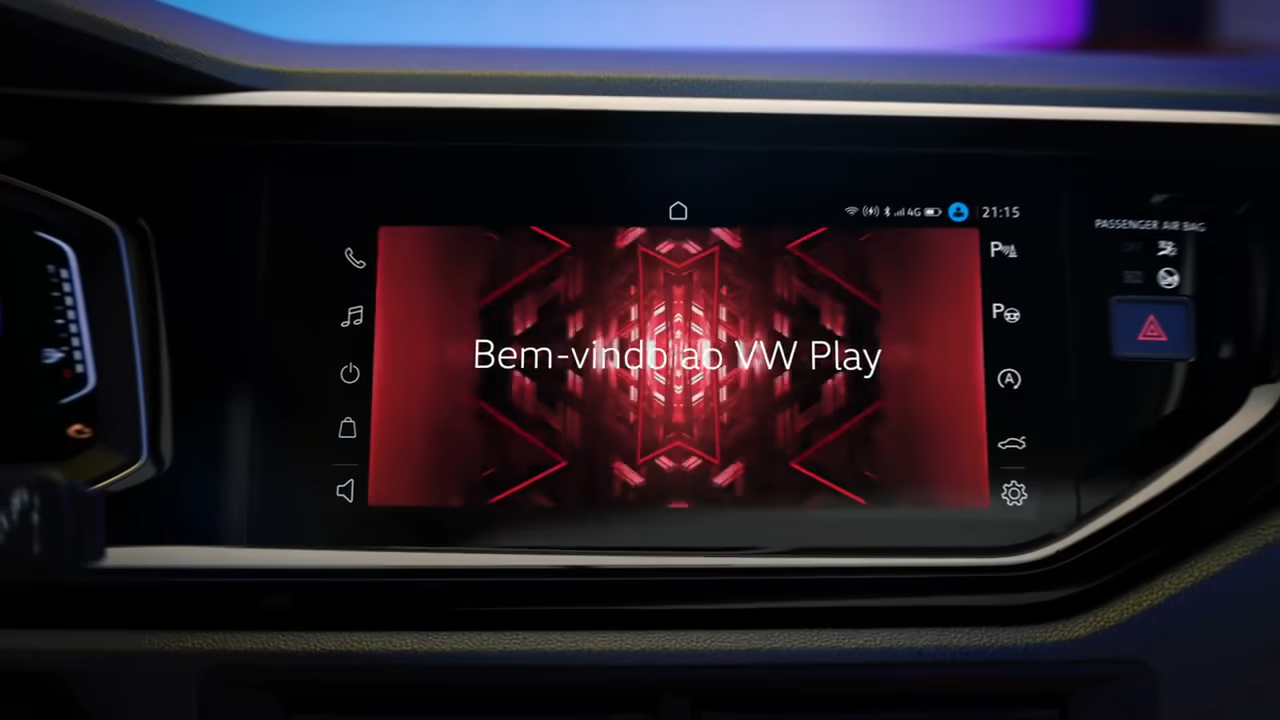 4G 21:15
PASSENGER AIR BAG
P
Bem-vindo ao VW Play
P
A